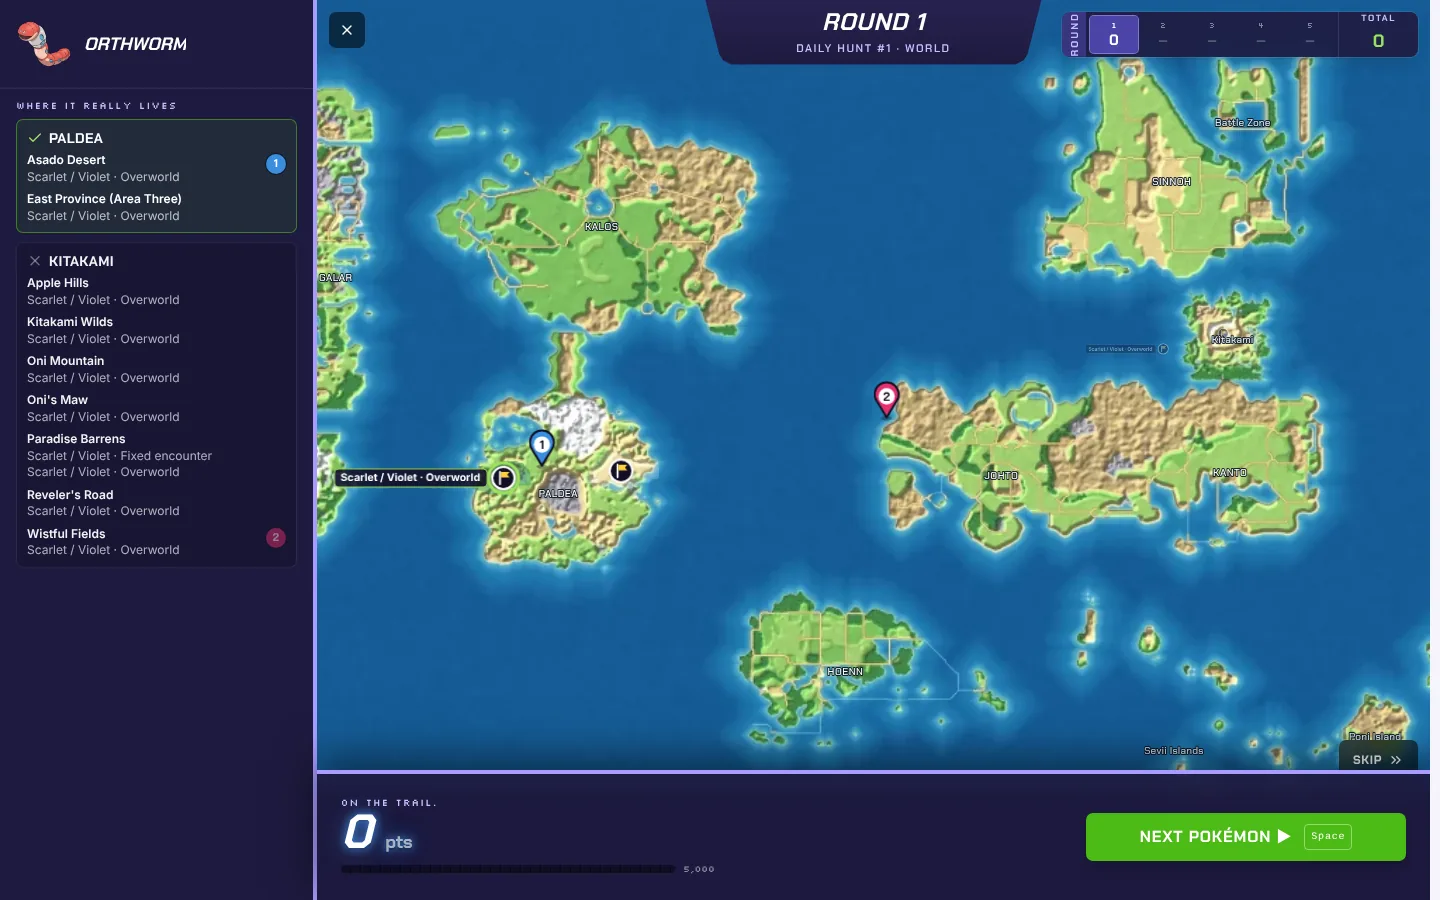 ORTHWORM
WHERE IT REALLY LIVES
PALDEA
Asado Desert
1
Scarlet / Violet · Overworld
East Province (Area Three)
Scarlet / Violet · Overworld
KITAKAMI
Apple Hills
Scarlet / Violet · Overworld
Kitakami Wilds
Scarlet / Violet · Overworld
Oni Mountain
Scarlet / Violet · Overworld
Oni's Maw
Scarlet / Violet · Overworld
Paradise Barrens
Scarlet / Violet · Fixed encounter
Scarlet / Violet · Overworld
Reveler's Road
Scarlet / Violet · Overworld
Wistful Fields
2
Scarlet / Violet · Overworld
ROUND 1
DAILY HUNT #1 · WORLD
ROUND
1
0
2
—
3
—
4
—
5
—
TOTAL
0
Battle Zone
SINNOH
KALOS
GALAR
Kitakami
Scarlet / Violet · Overworld
2
1
Scarlet / Violet · Overworld
PALDEA
JOHTO
KANTO
HOENN
Sevii Islands
Poni Island
SKIP
ON THE TRAIL.
0 pts
5,000
NEXT POKÉMON
Space